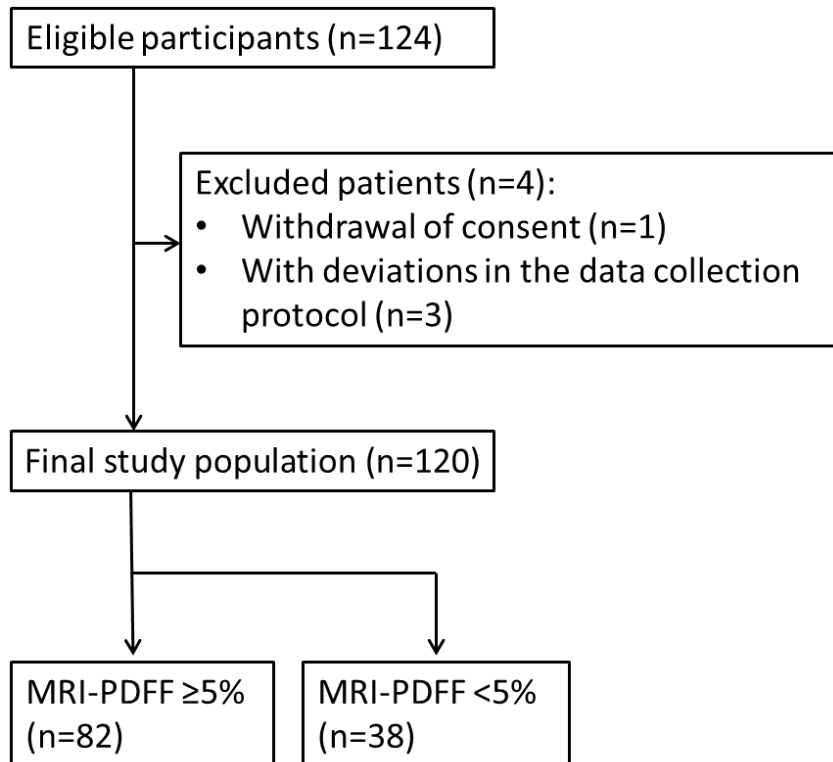 Eligible participants (n=124)
Excluded patients (n=4):
• Withdrawal of consent (n=1)
• With deviations in the data collection
protocol (n=3)
Final study population (n=120)
MRI-PDFF ≥5%
(n=82)
MRI-PDFF <5%
(n=38)